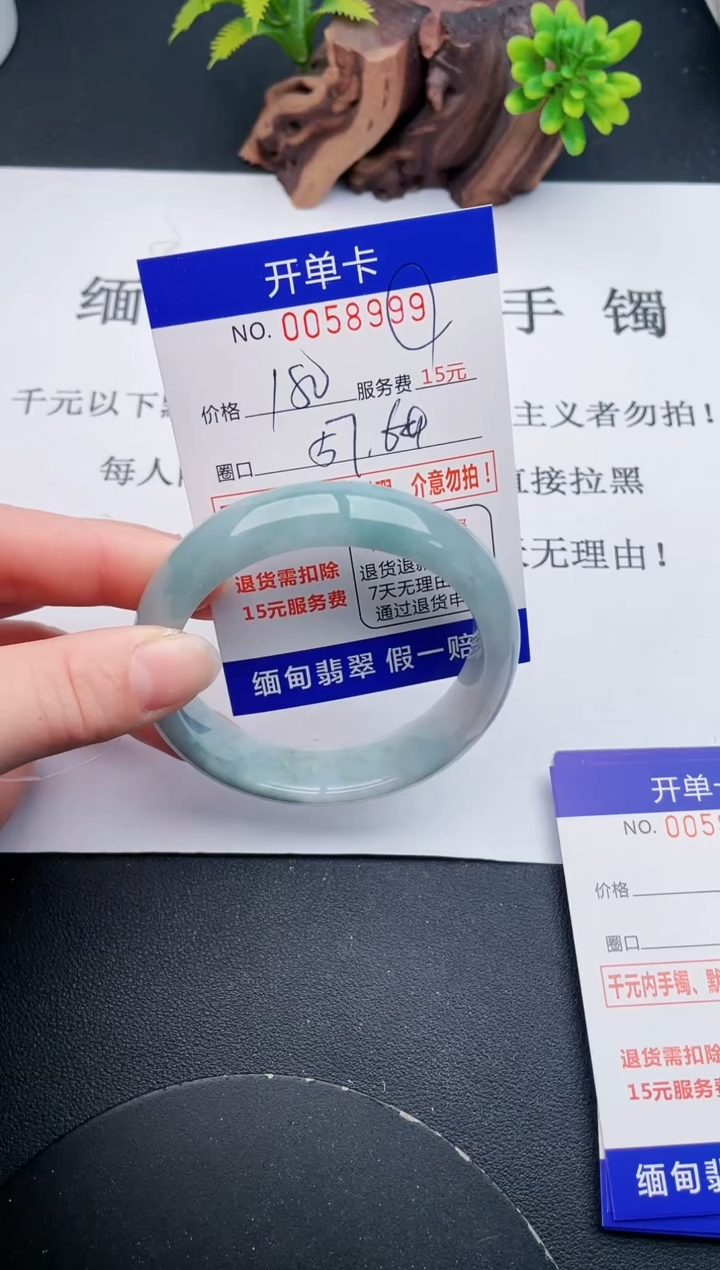 开单卡
NO. 0058999
价格 180 服务费 15元
圈口 57.6
介意勿拍！
退货需扣除
15元服务费
7天无理由
通过退货申
缅甸翡翠 假一赔
缅
手镯
千元以下
主义者勿拍！
每人
直接拉黑
无理由！
开单
NO. 005
价格
圈口
千元内手镯、默
退货需扣除
15元服务费
缅甸翡